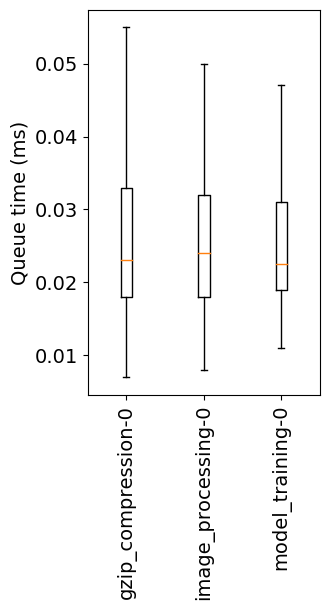 Queue time (ms)
0.05
0.04
0.03
0.02
0.01
gzip_compression-0
image_processing-0
model_training-0